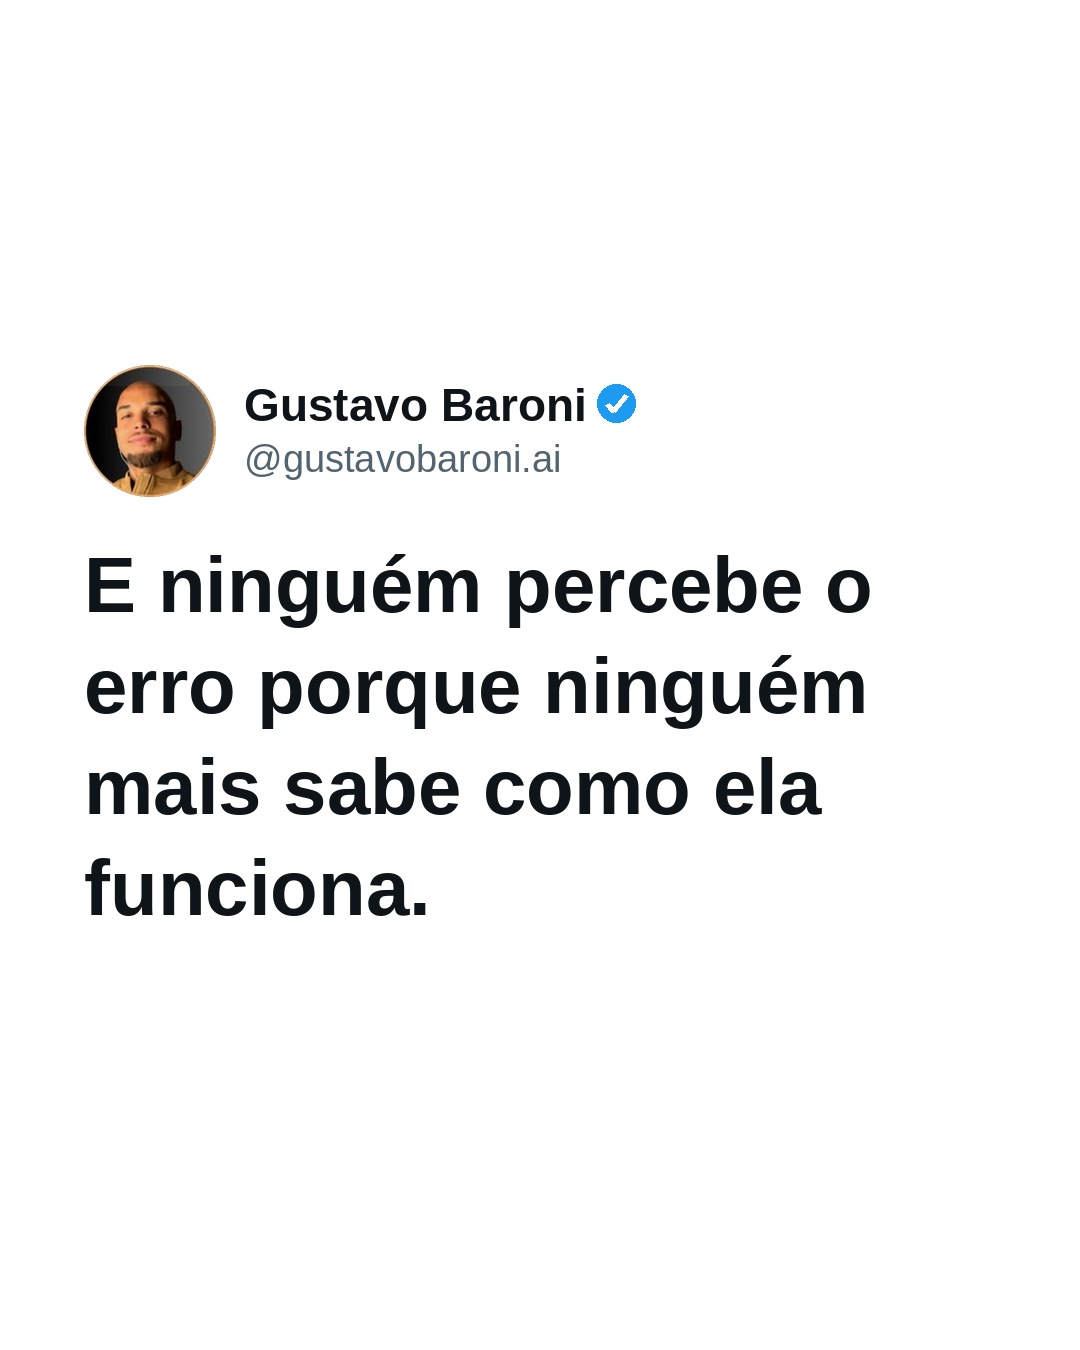 Gustavo Baroni
@gustavobaroni.ai
E ninguém percebe o
erro porque ninguém
mais sabe como ela
funciona.